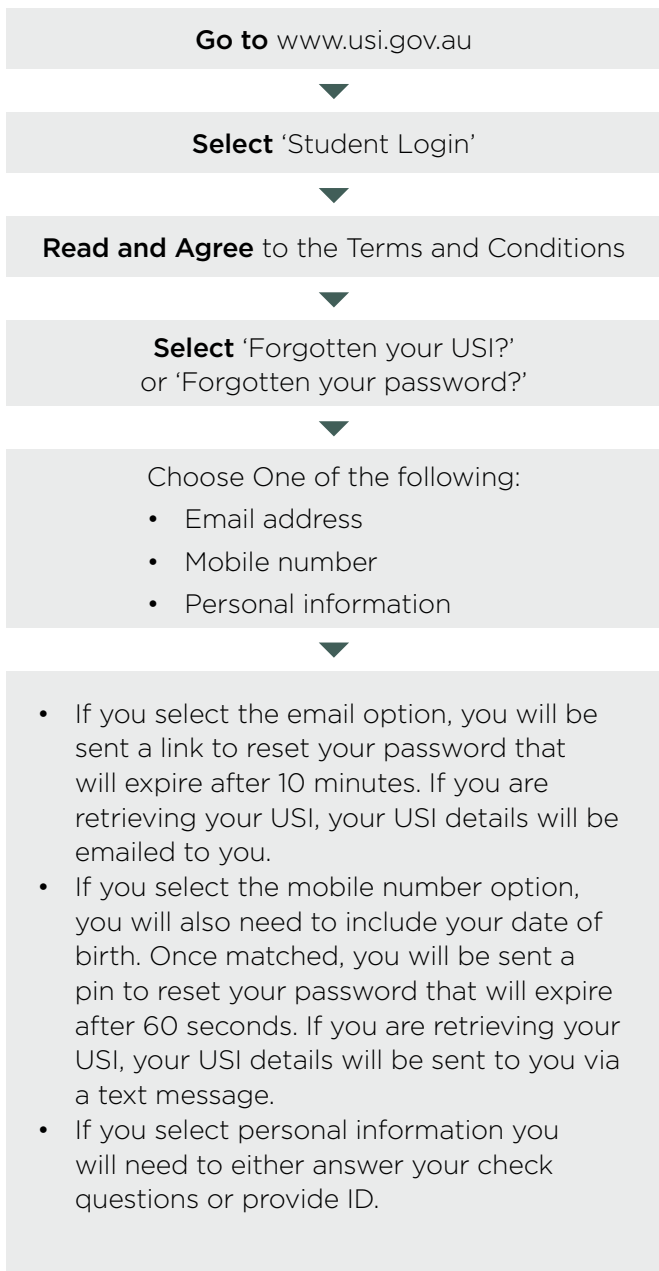 Go to www.usi.gov.au
Select ‘Student Login’
Read and Agree to the Terms and Conditions
Select ‘Forgotten your USI?’
or ‘Forgotten your password?’
Choose One of the following:
• Email address
• Mobile number
• Personal information
• If you select the email option, you will be
sent a link to reset your password that
will expire after 10 minutes. If you are
retrieving your USI, your USI details will be
emailed to you.
• If you select the mobile number option,
you will also need to include your date of
birth. Once matched, you will be sent a
pin to reset your password that will expire
after 60 seconds. If you are retrieving your
USI, your USI details will be sent to you via
a text message.
• If you select personal information you
will need to either answer your check
questions or provide ID.